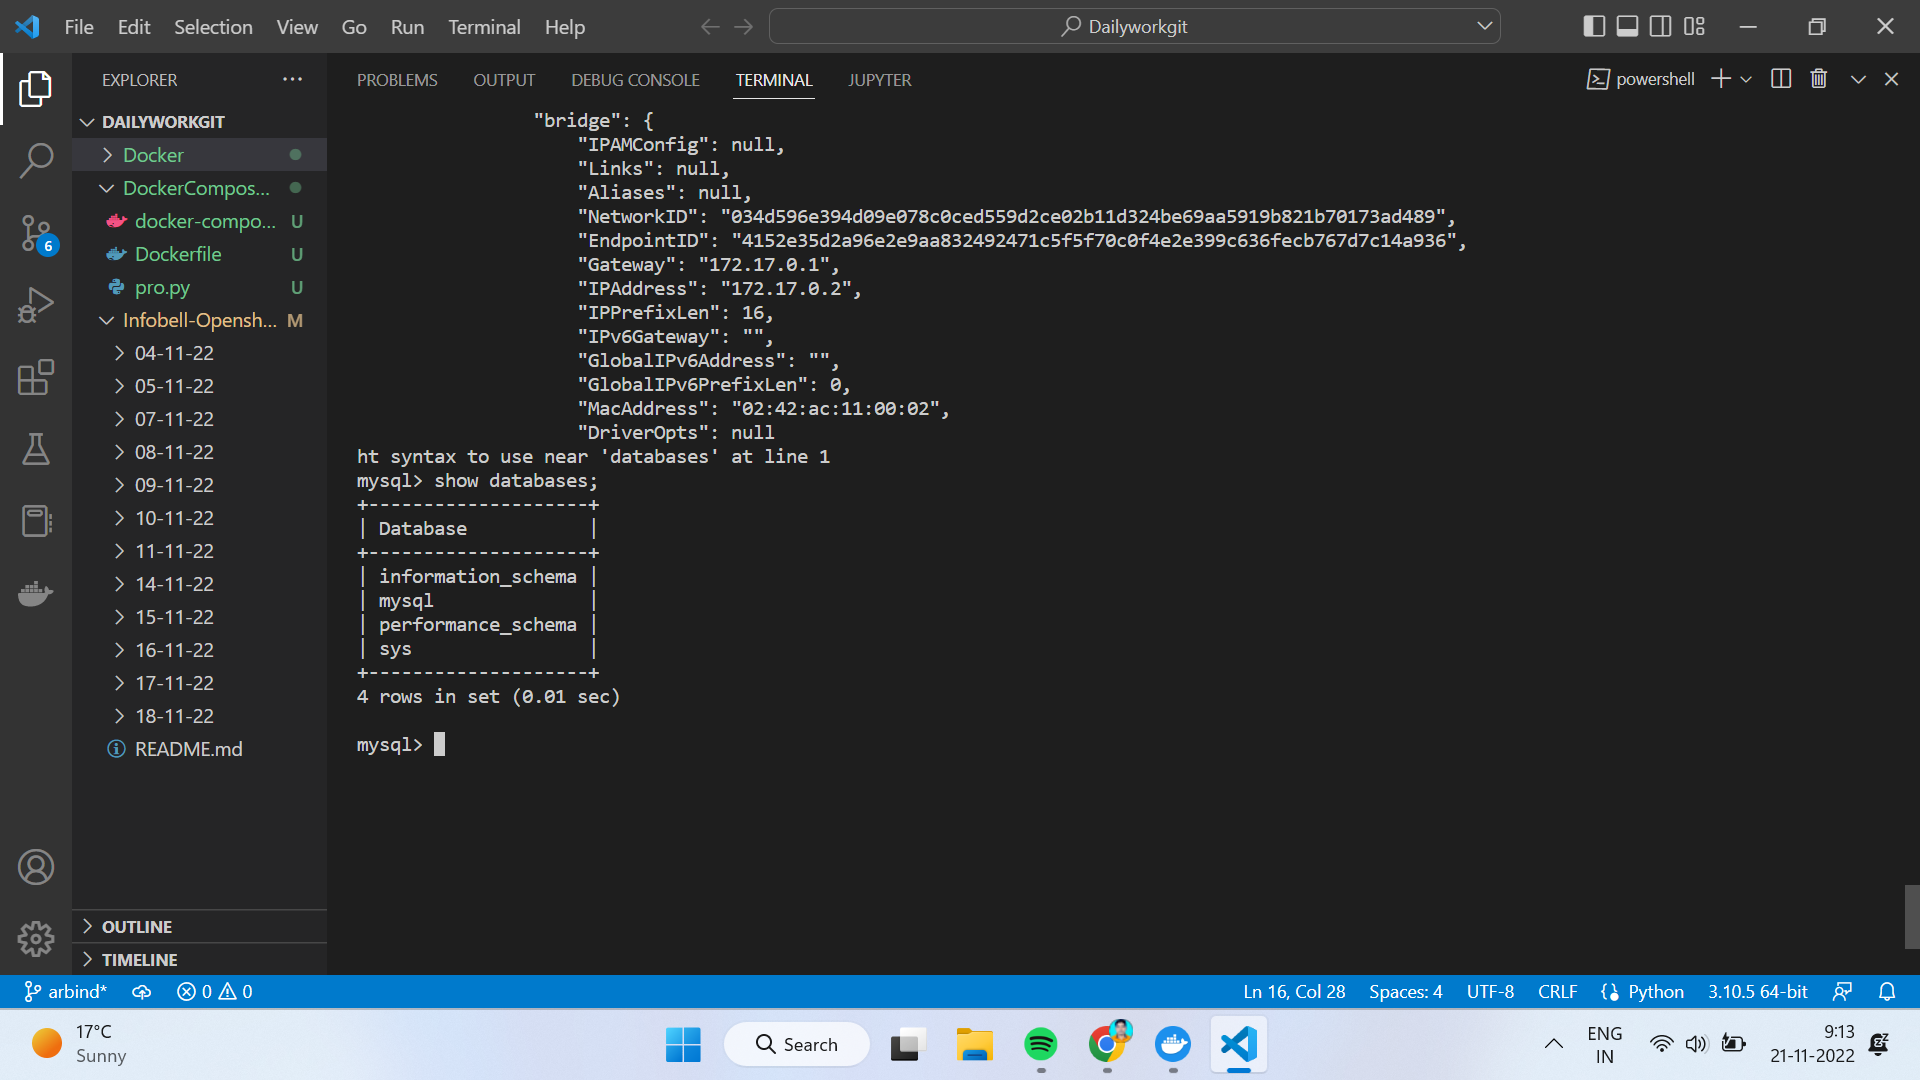 File Edit Selection View Go Run Terminal Help
Dailyworkgit
EXPLORER
DAILYWORKGIT
Docker
DockerCompos...
docker-compo... U
Dockerfile U
pro.py U
Infobell-Opensh... M
04-11-22
05-11-22
07-11-22
08-11-22
09-11-22
10-11-22
11-11-22
14-11-22
15-11-22
16-11-22
17-11-22
18-11-22
README.md
OUTLINE
TIMELINE
6
PROBLEMS OUTPUT DEBUG CONSOLE TERMINAL JUPYTER
powershell
"bridge": {
"IPAMConfig": null,
"Links": null,
"Aliases": null,
"NetworkID": "034d596e394d09e078c0ced559d2ce02b11d324be69aa5919b821b70173ad489",
"EndpointID": "4152e35d2a96e2e9aa832492471c5f5f70c0f4e2e399c636fecb767d7c14a936",
"Gateway": "172.17.0.1",
"IPAddress": "172.17.0.2",
"IPPrefixLen": 16,
"IPv6Gateway": "",
"GlobalIPv6Address": "",
"GlobalIPv6PrefixLen": 0,
"MacAddress": "02:42:ac:11:00:02",
"DriverOpts": null
ht syntax to use near 'databases' at line 1
mysql> show databases;
+--------------------+
| Database           |
+--------------------+
| information_schema |
| mysql              |
| performance_schema |
| sys                |
+--------------------+
4 rows in set (0.01 sec)
mysql>
arbind* 0 0
Ln 16, Col 28 Spaces: 4 UTF-8 CRLF Python 3.10.5 64-bit
17°C
Sunny
Search
ENG
IN
9:13
21-11-2022